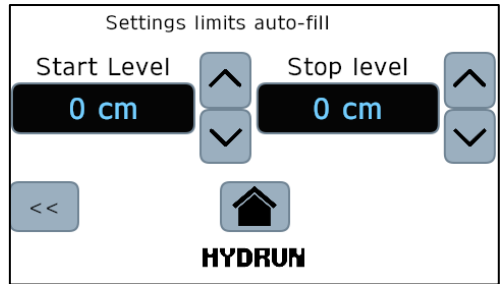 Settings limits auto-fill
Start Level Stop level
0 cm 0 cm
<<
HYDRUN